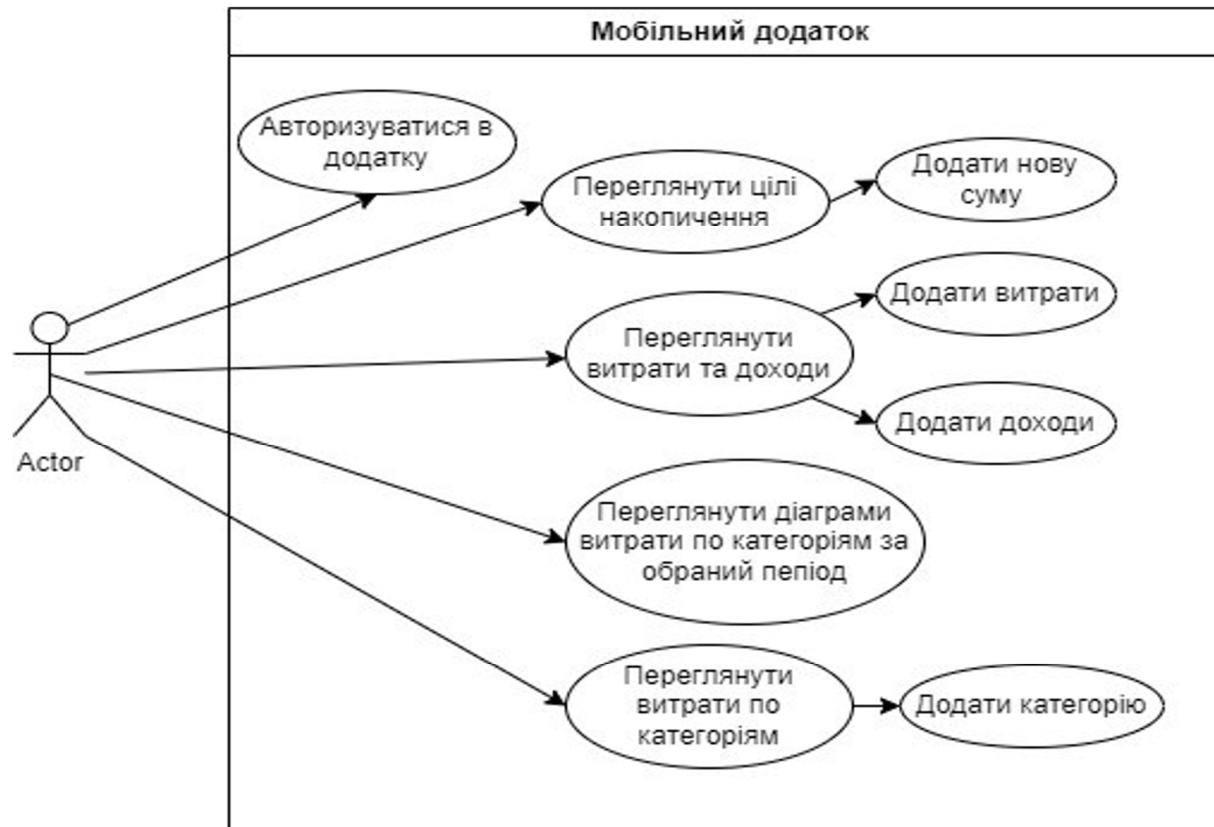 Мобільний додаток
Авторизуватися в
додатку
Переглянути цілі
накопичення
Додати нову
суму
Переглянути
витрати та доходи
Додати витрати
Додати доходи
Actor
Переглянути діаграми
витрати по категоріям за
обраний пепіод
Переглянути
витрати по
категоріям
Додати категорію